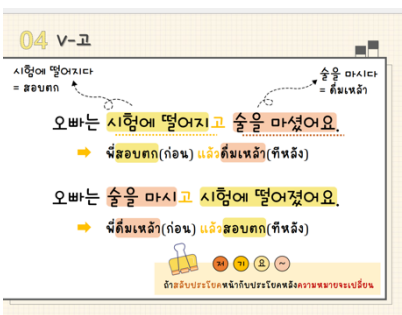 04 V-고
시험에 떨어지다
= สอบตก
술을 마시다
= ดื่มเหล้า
오빠는 시험에 떨어지고 술을 마셨어요.
➡ พี่สอบตก(ก่อน) แล้วดื่มเหล้า(ทีหลัง)
오빠는 술을 마시고 시험에 떨어졌어요.
➡ พี่ดื่มเหล้า(ก่อน) แล้วสอบตก(ทีหลัง)
저 기 요 ~
ถ้าสลับประโยคหน้ากับประโยคหลังความหมายจะเปลี่ยน